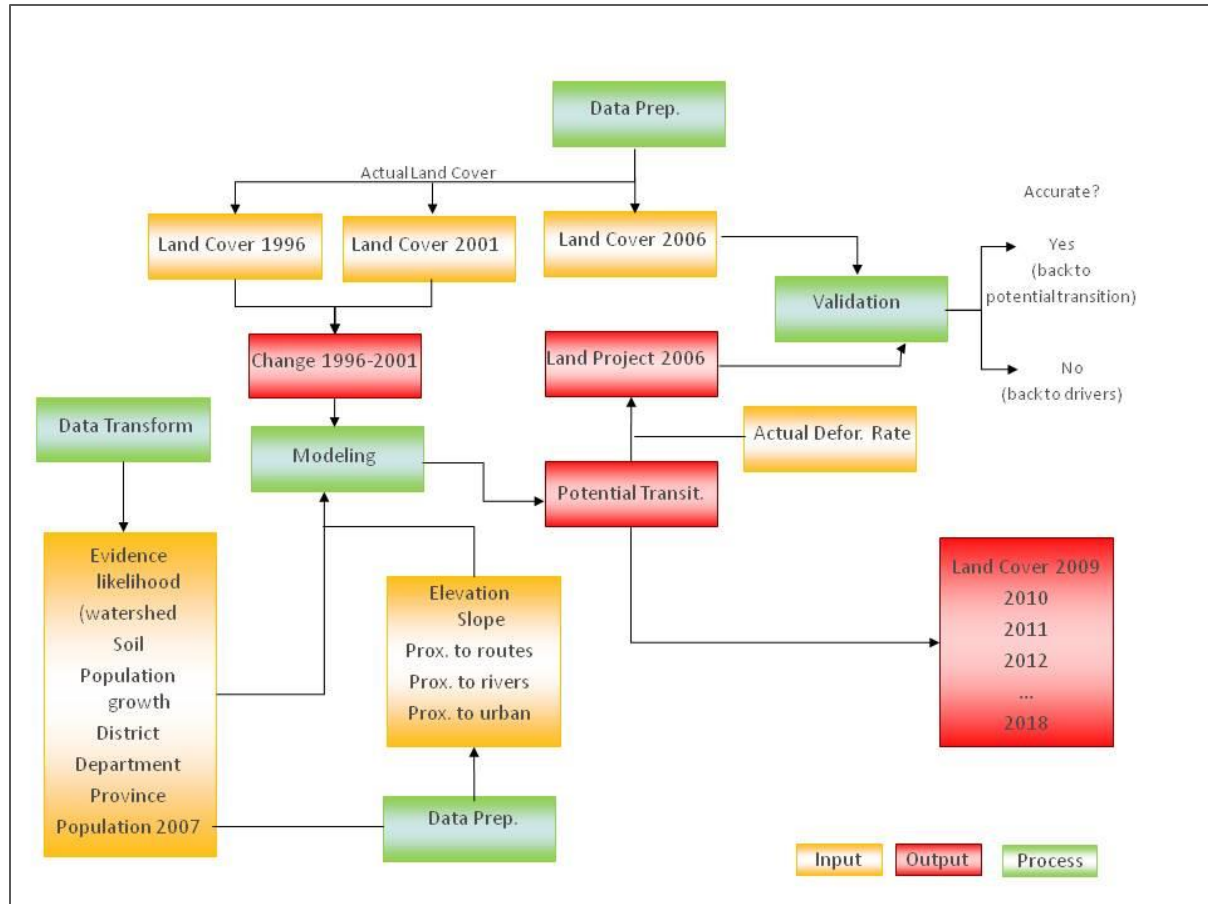 Data Prep.
Actual Land Cover
Accurate?
Land Cover 1996
Land Cover 2001
Land Cover 2006
Yes
(back to
potential transition)
Validation
Change 1996-2001
Land Project 2006
No
(back to drivers)
Data Transform
Modeling
Actual Defor. Rate
Potential Transit.
Evidence
likelihood
(watershed
Soil
Population
growth
District
Department
Province
Population 2007
Elevation
Slope
Prox. to routes
Prox. to rivers
Prox. to urban
Land Cover 2009
2010
2011
2012
...
2018
Data Prep.
Input
Output
Process